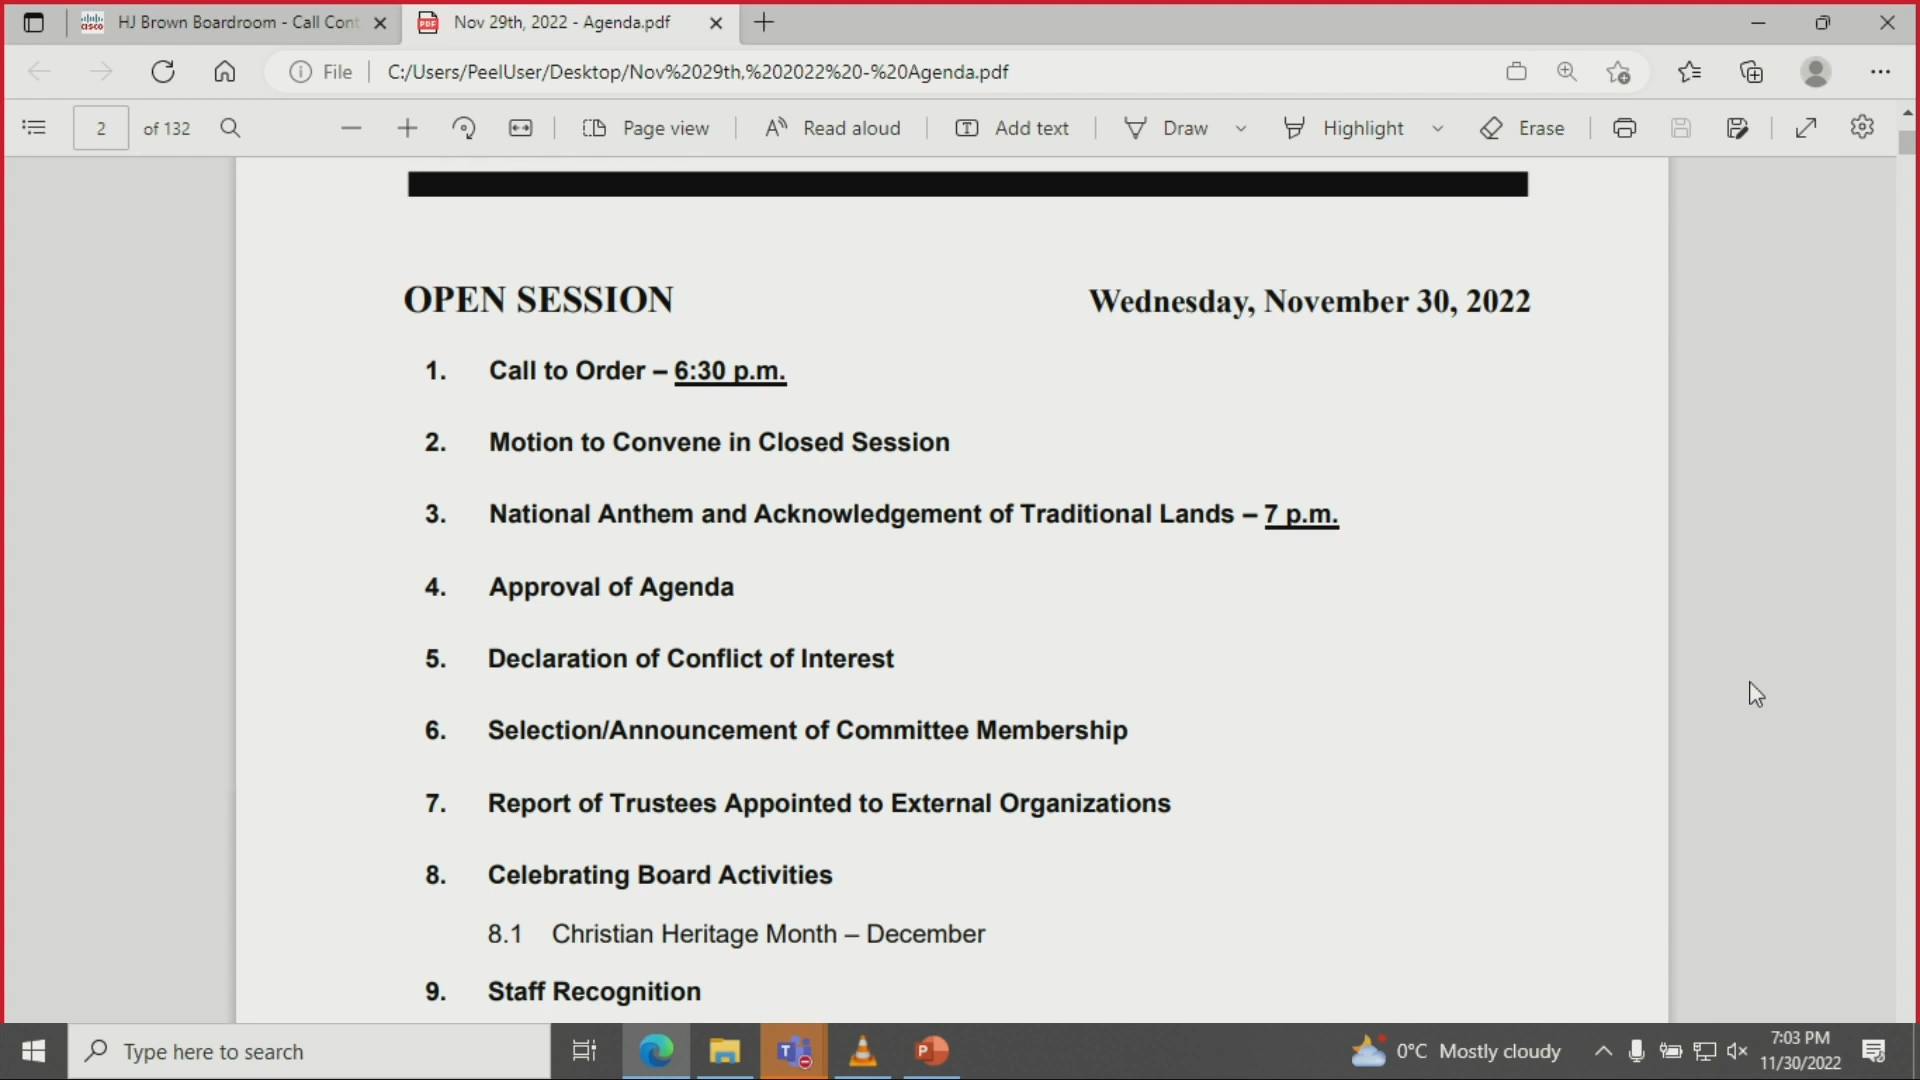 HJ Brown Boardroom - Call Cont
Nov 29th, 2022 - Agenda.pdf
File
C:/Users/PeelUser/Desktop/Nov%2029th,%202022%20-%20Agenda.pdf
2 of 132
Page view
Read aloud
Add text
Draw
Highlight
Erase
OPEN SESSION
Wednesday, November 30, 2022
1. Call to Order – 6:30 p.m.
2. Motion to Convene in Closed Session
3. National Anthem and Acknowledgement of Traditional Lands – 7 p.m.
4. Approval of Agenda
5. Declaration of Conflict of Interest
6. Selection/Announcement of Committee Membership
7. Report of Trustees Appointed to External Organizations
8. Celebrating Board Activities
8.1 Christian Heritage Month – December
9. Staff Recognition
Type here to search
0°C Mostly cloudy
7:03 PM
11/30/2022